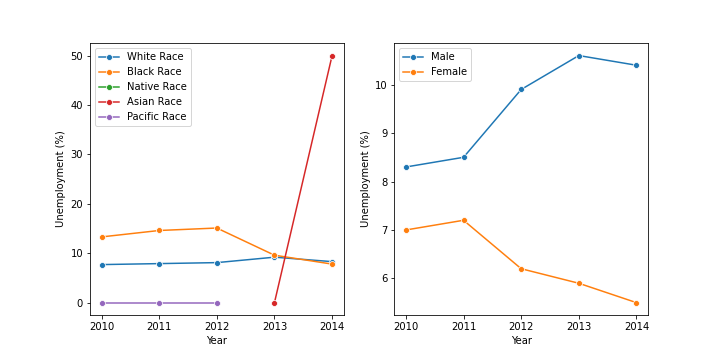 White Race
Black Race
Native Race
Asian Race
Pacific Race
50
40
30
20
10
0
Unemployment (%)
2010 2011 2012 2013 2014
Year
Male
Female
10
9
8
7
6
Unemployment (%)
2010 2011 2012 2013 2014
Year